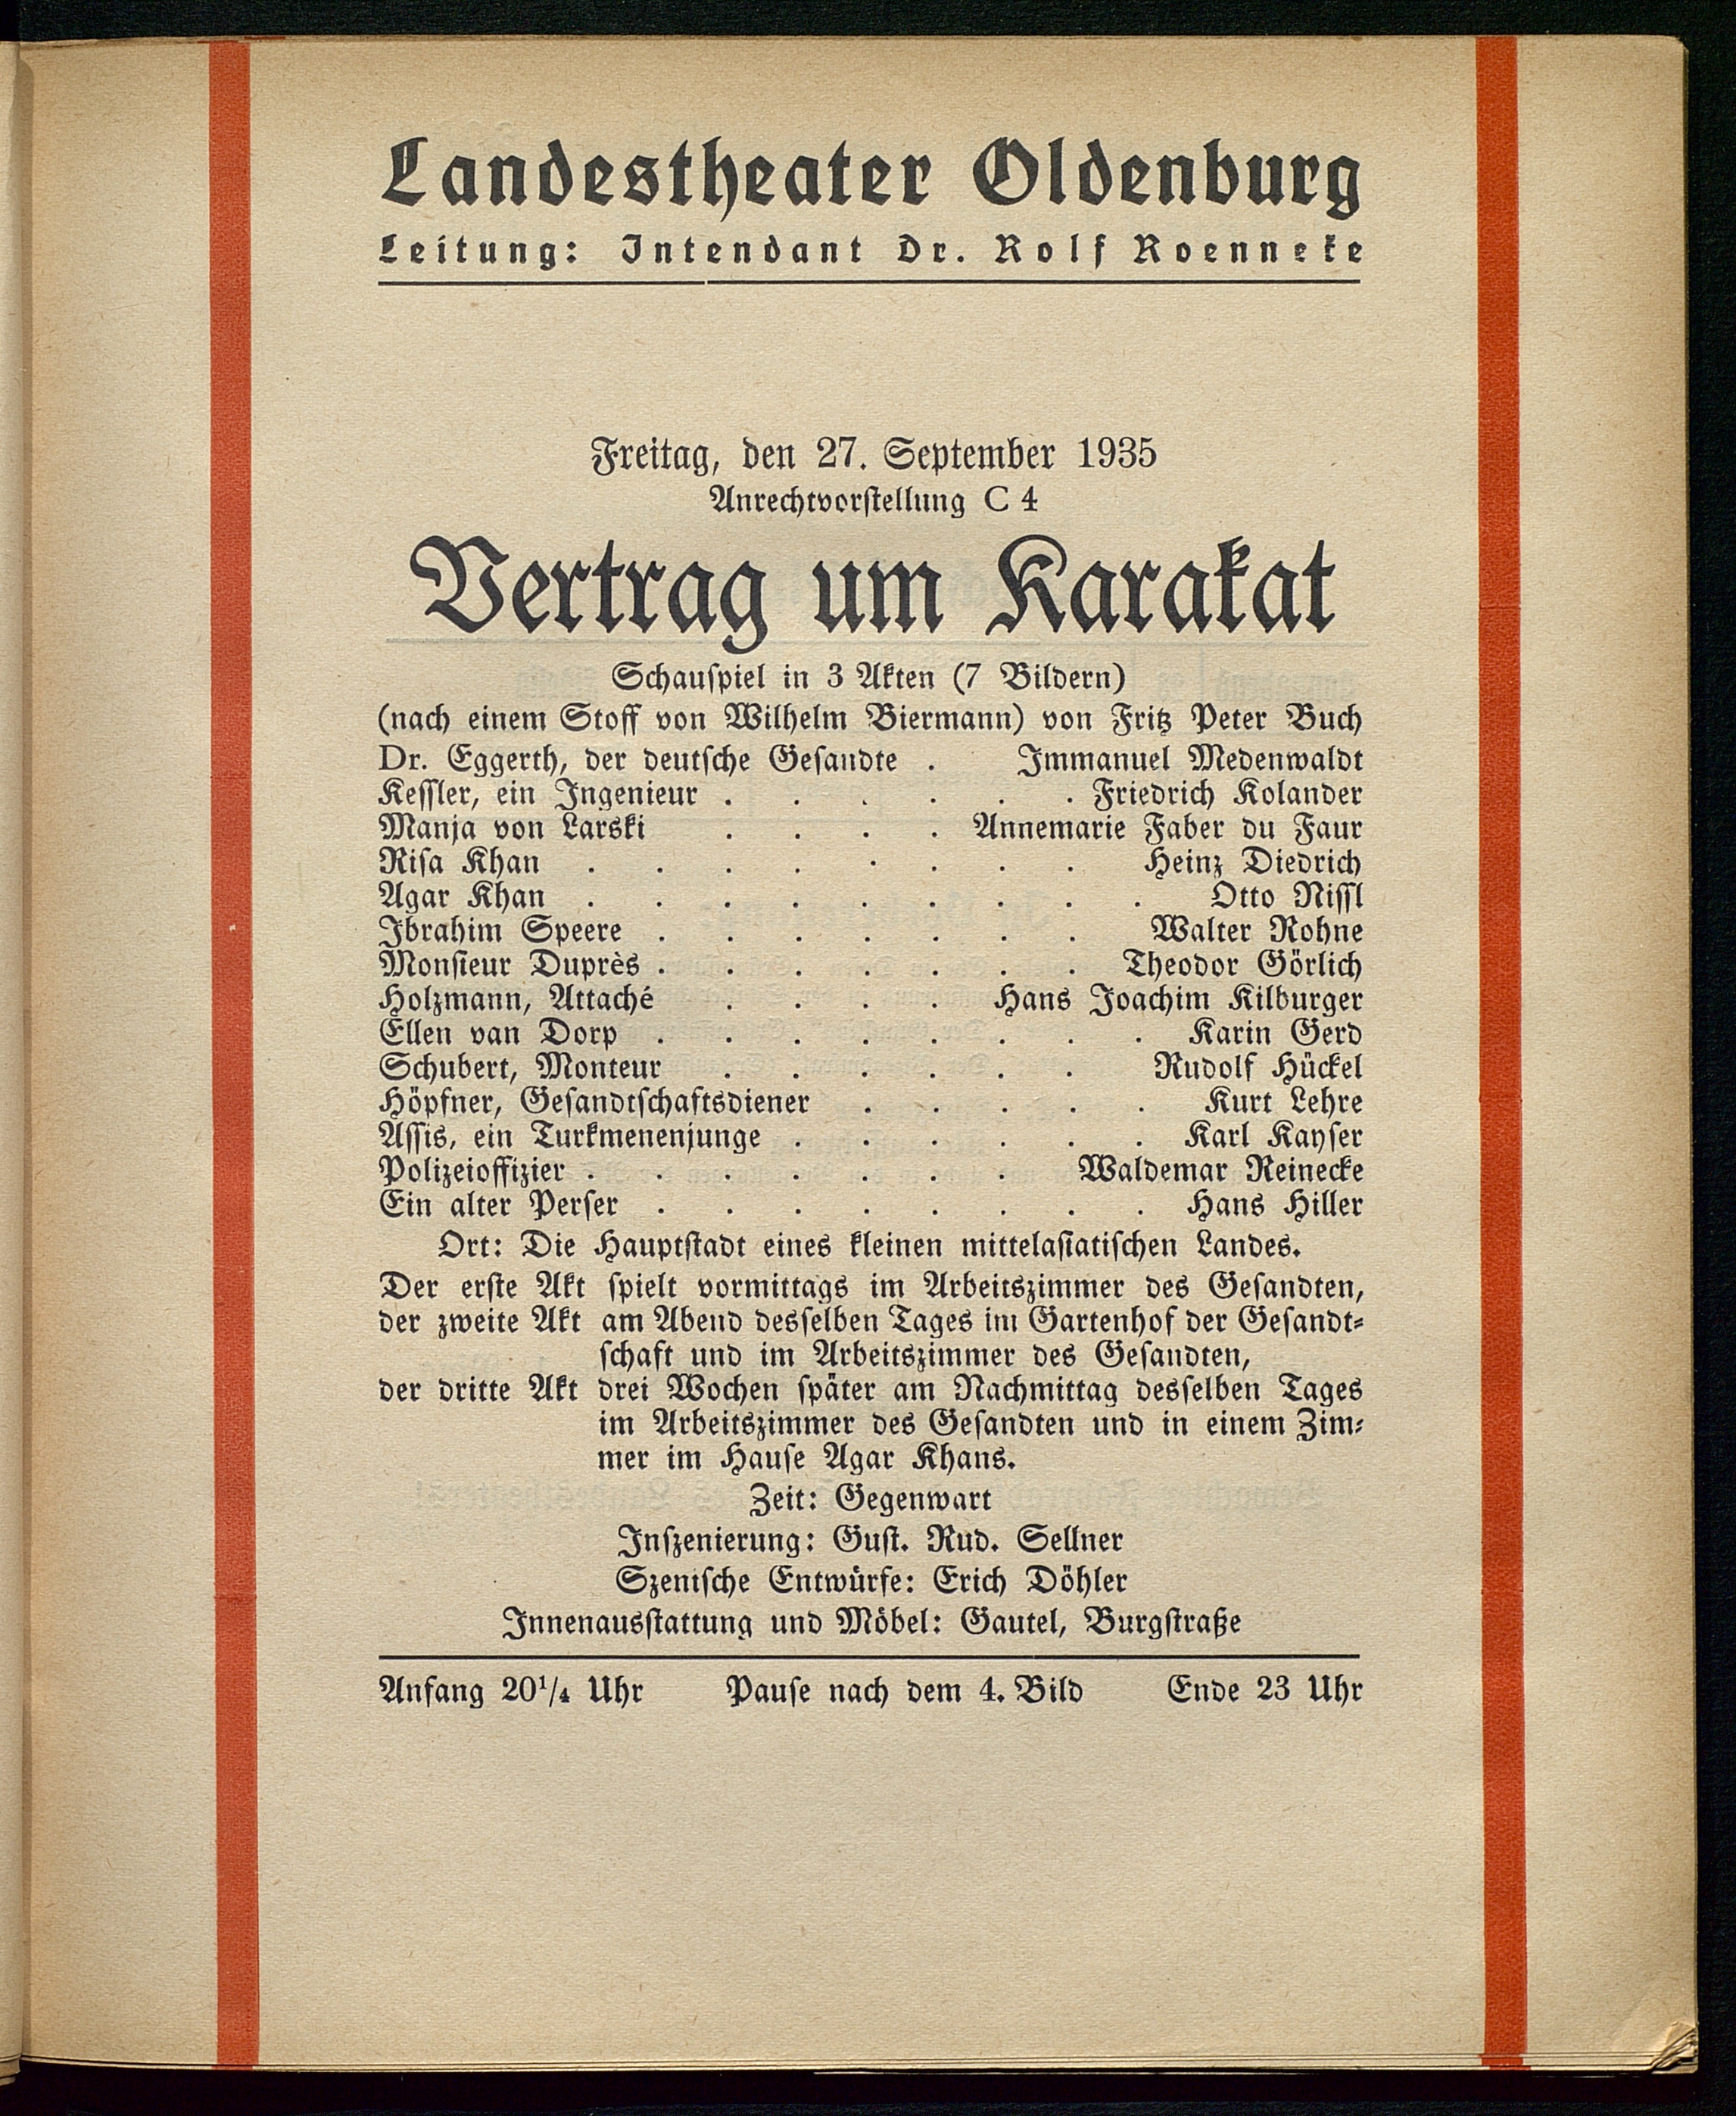 Landestheater Oldenburg
Leitung: Intendant Dr. Rolf Roenneke
Freitag, den 27. September 1935
Anrechtvorstellung C 4
Vertrag um Karakat
Schauspiel in 3 Akten (7 Bildern)
(nach einem Stoff von Wilhelm Biermann) von Fritz Peter Buch
Dr. Eggerth, der deutsche Gesandte . Immanuel Medenwaldt
Kessler, ein Ingenieur . . . . . . Friedrich Kolander
Manja von Larski . . . . Annemarie Faber du Faur
Risa Khan . . . . . . . . Heinz Diedrich
Agar Khan . . . . . . . . . Otto Nissl
Ibrahim Speere . . . . . . . Walter Rohne
Monsieur Duprès . . . . . . . Theodor Görlich
Holzmann, Attaché . . . . Hans Joachim Kilburger
Ellen van Dorp . . . . . . . . Karin Gerd
Schubert, Monteur . . . . . . Rudolf Hückel
Höpfner, Gesandtschaftsdiener . . . . . Kurt Lehre
Assis, ein Turkmenenjunge . . . . . . Karl Kayser
Polizeioffizier . . . . . . . Waldemar Reinecke
Ein alter Perser . . . . . . . . Hans Hiller
Ort: Die Hauptstadt eines kleinen mittelasiatischen Landes.
Der erste Akt spielt vormittags im Arbeitszimmer des Gesandten,
der zweite Akt am Abend desselben Tages im Gartenhof der Gesandt-
schaft und im Arbeitszimmer des Gesandten,
der dritte Akt drei Wochen später am Nachmittag desselben Tages
im Arbeitszimmer des Gesandten und in einem Zim-
mer im Hause Agar Khans.
Zeit: Gegenwart
Inszenierung: Gust. Rud. Sellner
Szenische Entwürfe: Erich Döhler
Innenausstattung und Möbel: Gautel, Burgstraße
Anfang 20¹/₄ Uhr Pause nach dem 4. Bild Ende 23 Uhr